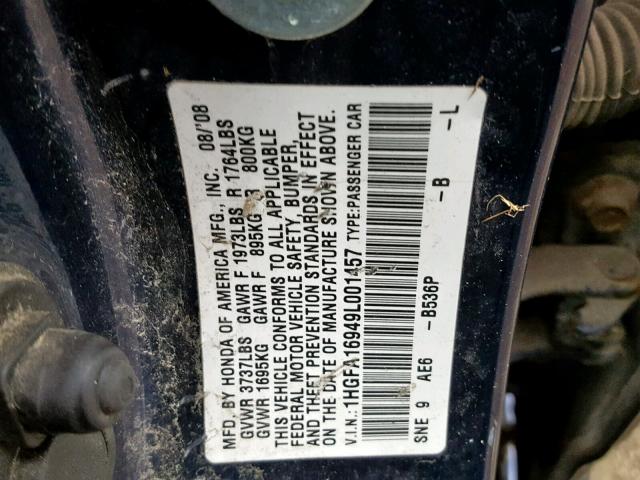 MFD. BY HONDA OF AMERICA MFG., INC. 08/'08
GVWR 3737LBS GAWR F 1973LBS R 1764LBS
GVWR 1695KG GAWR F 895KG R 800KG
THIS VEHICLE CONFORMS TO ALL APPLICABLE
FEDERAL MOTOR VEHICLE SAFETY, BUMPER,
AND THEFT PREVENTION STANDARDS IN EFFECT
ON THE DATE OF MANUFACTURE SHOWN ABOVE.
V.I.N.: 1HGFA16949L001457 TYPE:PASSENGER CAR
SNE 9 AE6 -B536P -B -L